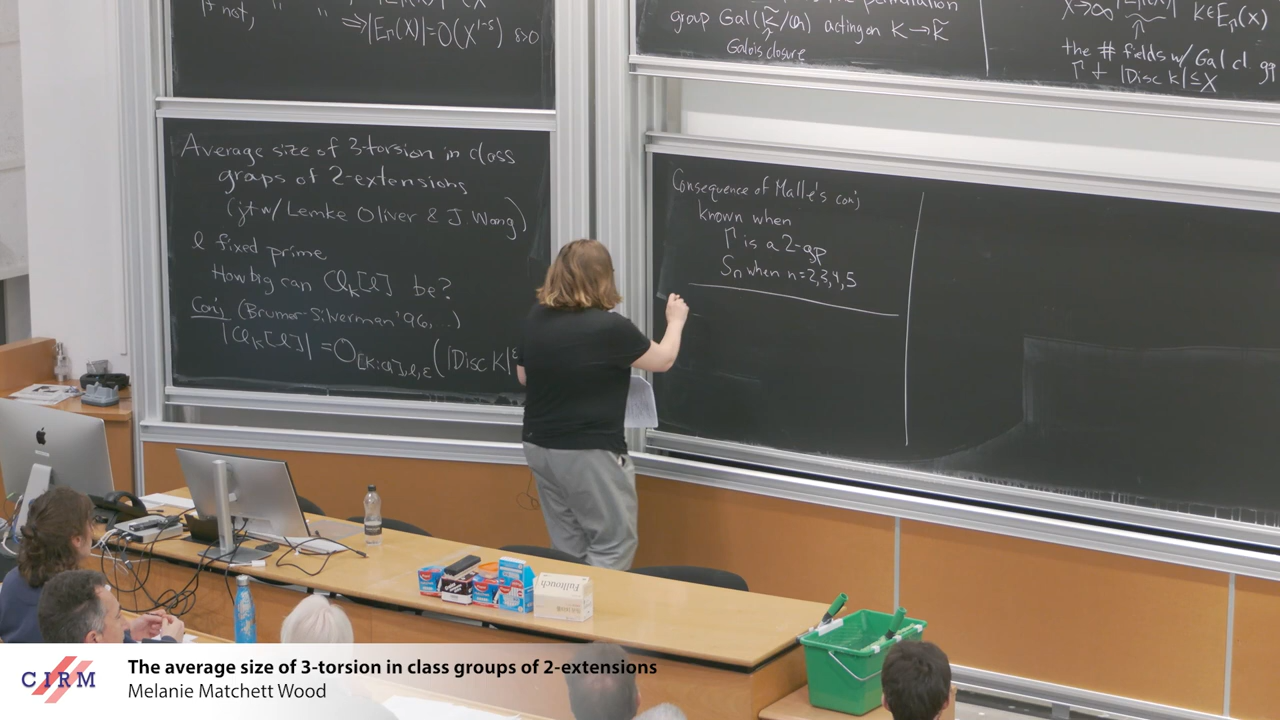 If not, " " ⇒|E_n(X)|=O(X^{1-δ}) δ>0
Average size of 3-torsion in class
groups of 2-extensions
(jt w/ Lemke Oliver & J. Wang)
ℓ fixed prime
How big can Cl_K[ℓ] be?
Conj (Brumer-Silverman '96, ..)
|Cl_K[ℓ]| = O_{[K:Q],ℓ,ε}(|Disc K|^ε
group Gal(K̃/Q) acting on K→K̃
Galois closure
X→∞ K∈E_n(X)
the # fields w/ Gal cl. gp
Γ + |Disc K|≤X
Consequence of Malle's conj
known when
Γ is a 2-gp
S_n when n=2,3,4,5
CIRM
The average size of 3-torsion in class groups of 2-extensions
Melanie Matchett Wood